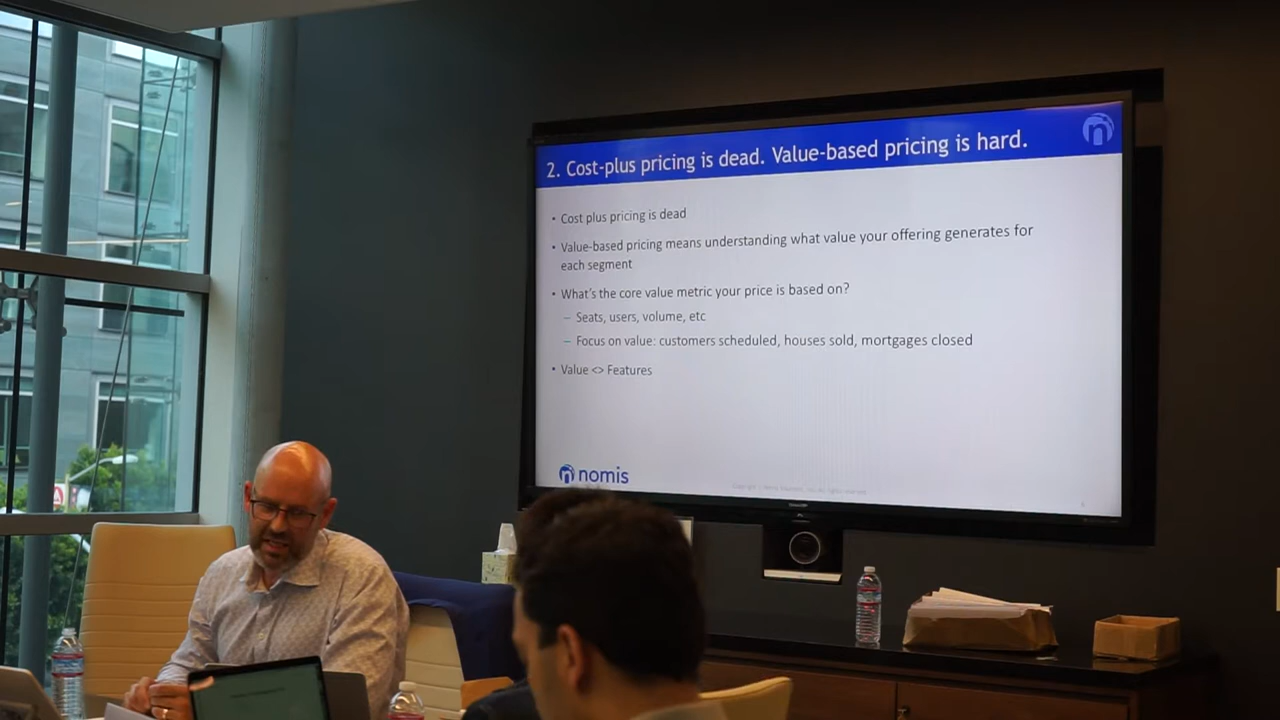 2. Cost-plus pricing is dead. Value-based pricing is hard.
• Cost plus pricing is dead
• Value-based pricing means understanding what value your offering generates for
each segment
• What's the core value metric your price is based on?
– Seats, users, volume, etc
– Focus on value: customers scheduled, houses sold, mortgages closed
• Value <> Features
nomis